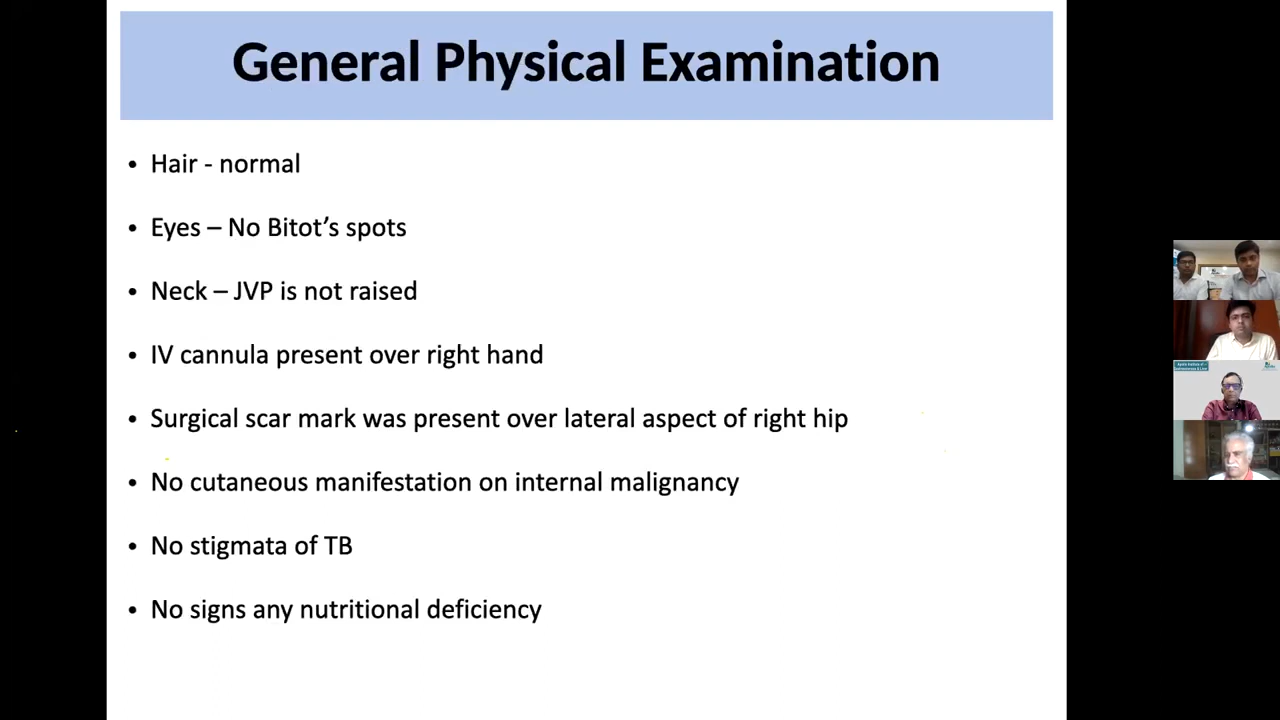 General Physical Examination
• Hair - normal
• Eyes – No Bitot’s spots
• Neck – JVP is not raised
• IV cannula present over right hand
• Surgical scar mark was present over lateral aspect of right hip
• No cutaneous manifestation on internal malignancy
• No stigmata of TB
• No signs any nutritional deficiency